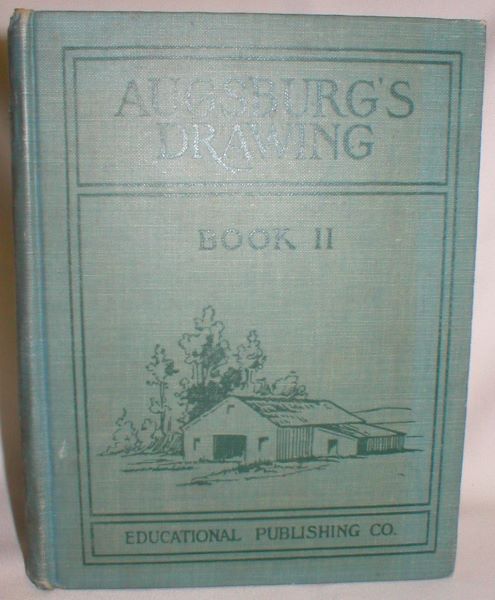 AUGSBURG'S
DRAWING
BOOK II
EDUCATIONAL PUBLISHING CO.